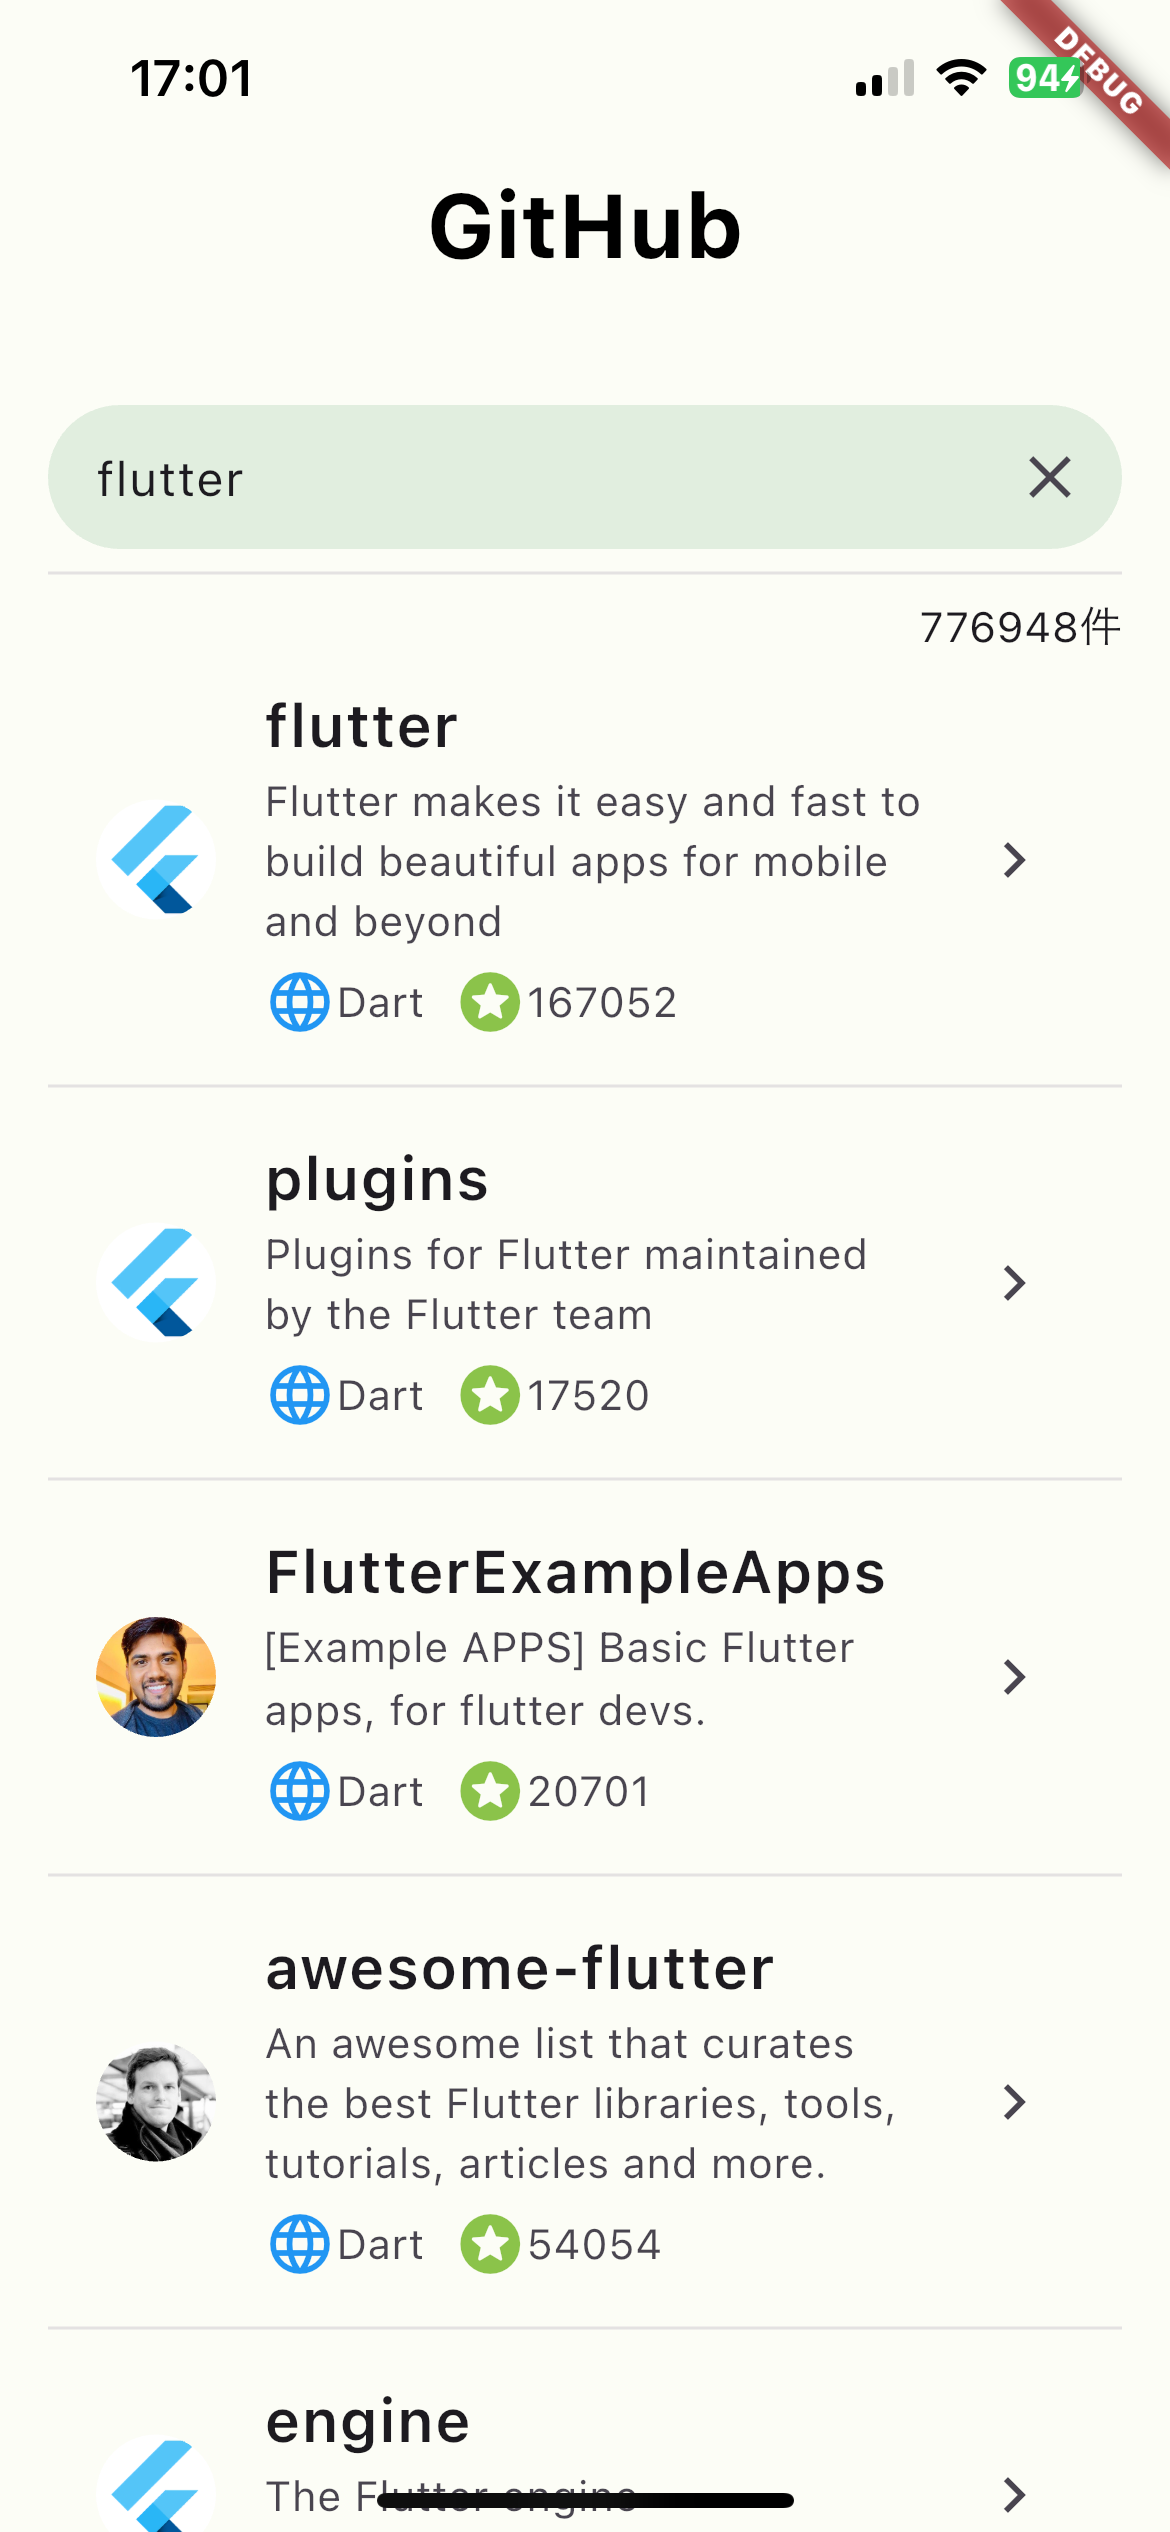 17:01
94
DEBUG
GitHub
flutter
776948件
flutter
Flutter makes it easy and fast to
build beautiful apps for mobile
and beyond
Dart 167052
plugins
Plugins for Flutter maintained
by the Flutter team
Dart 17520
FlutterExampleApps
[Example APPS] Basic Flutter
apps, for flutter devs.
Dart 20701
awesome-flutter
An awesome list that curates
the best Flutter libraries, tools,
tutorials, articles and more.
Dart 54054
engine
The Flutter engine